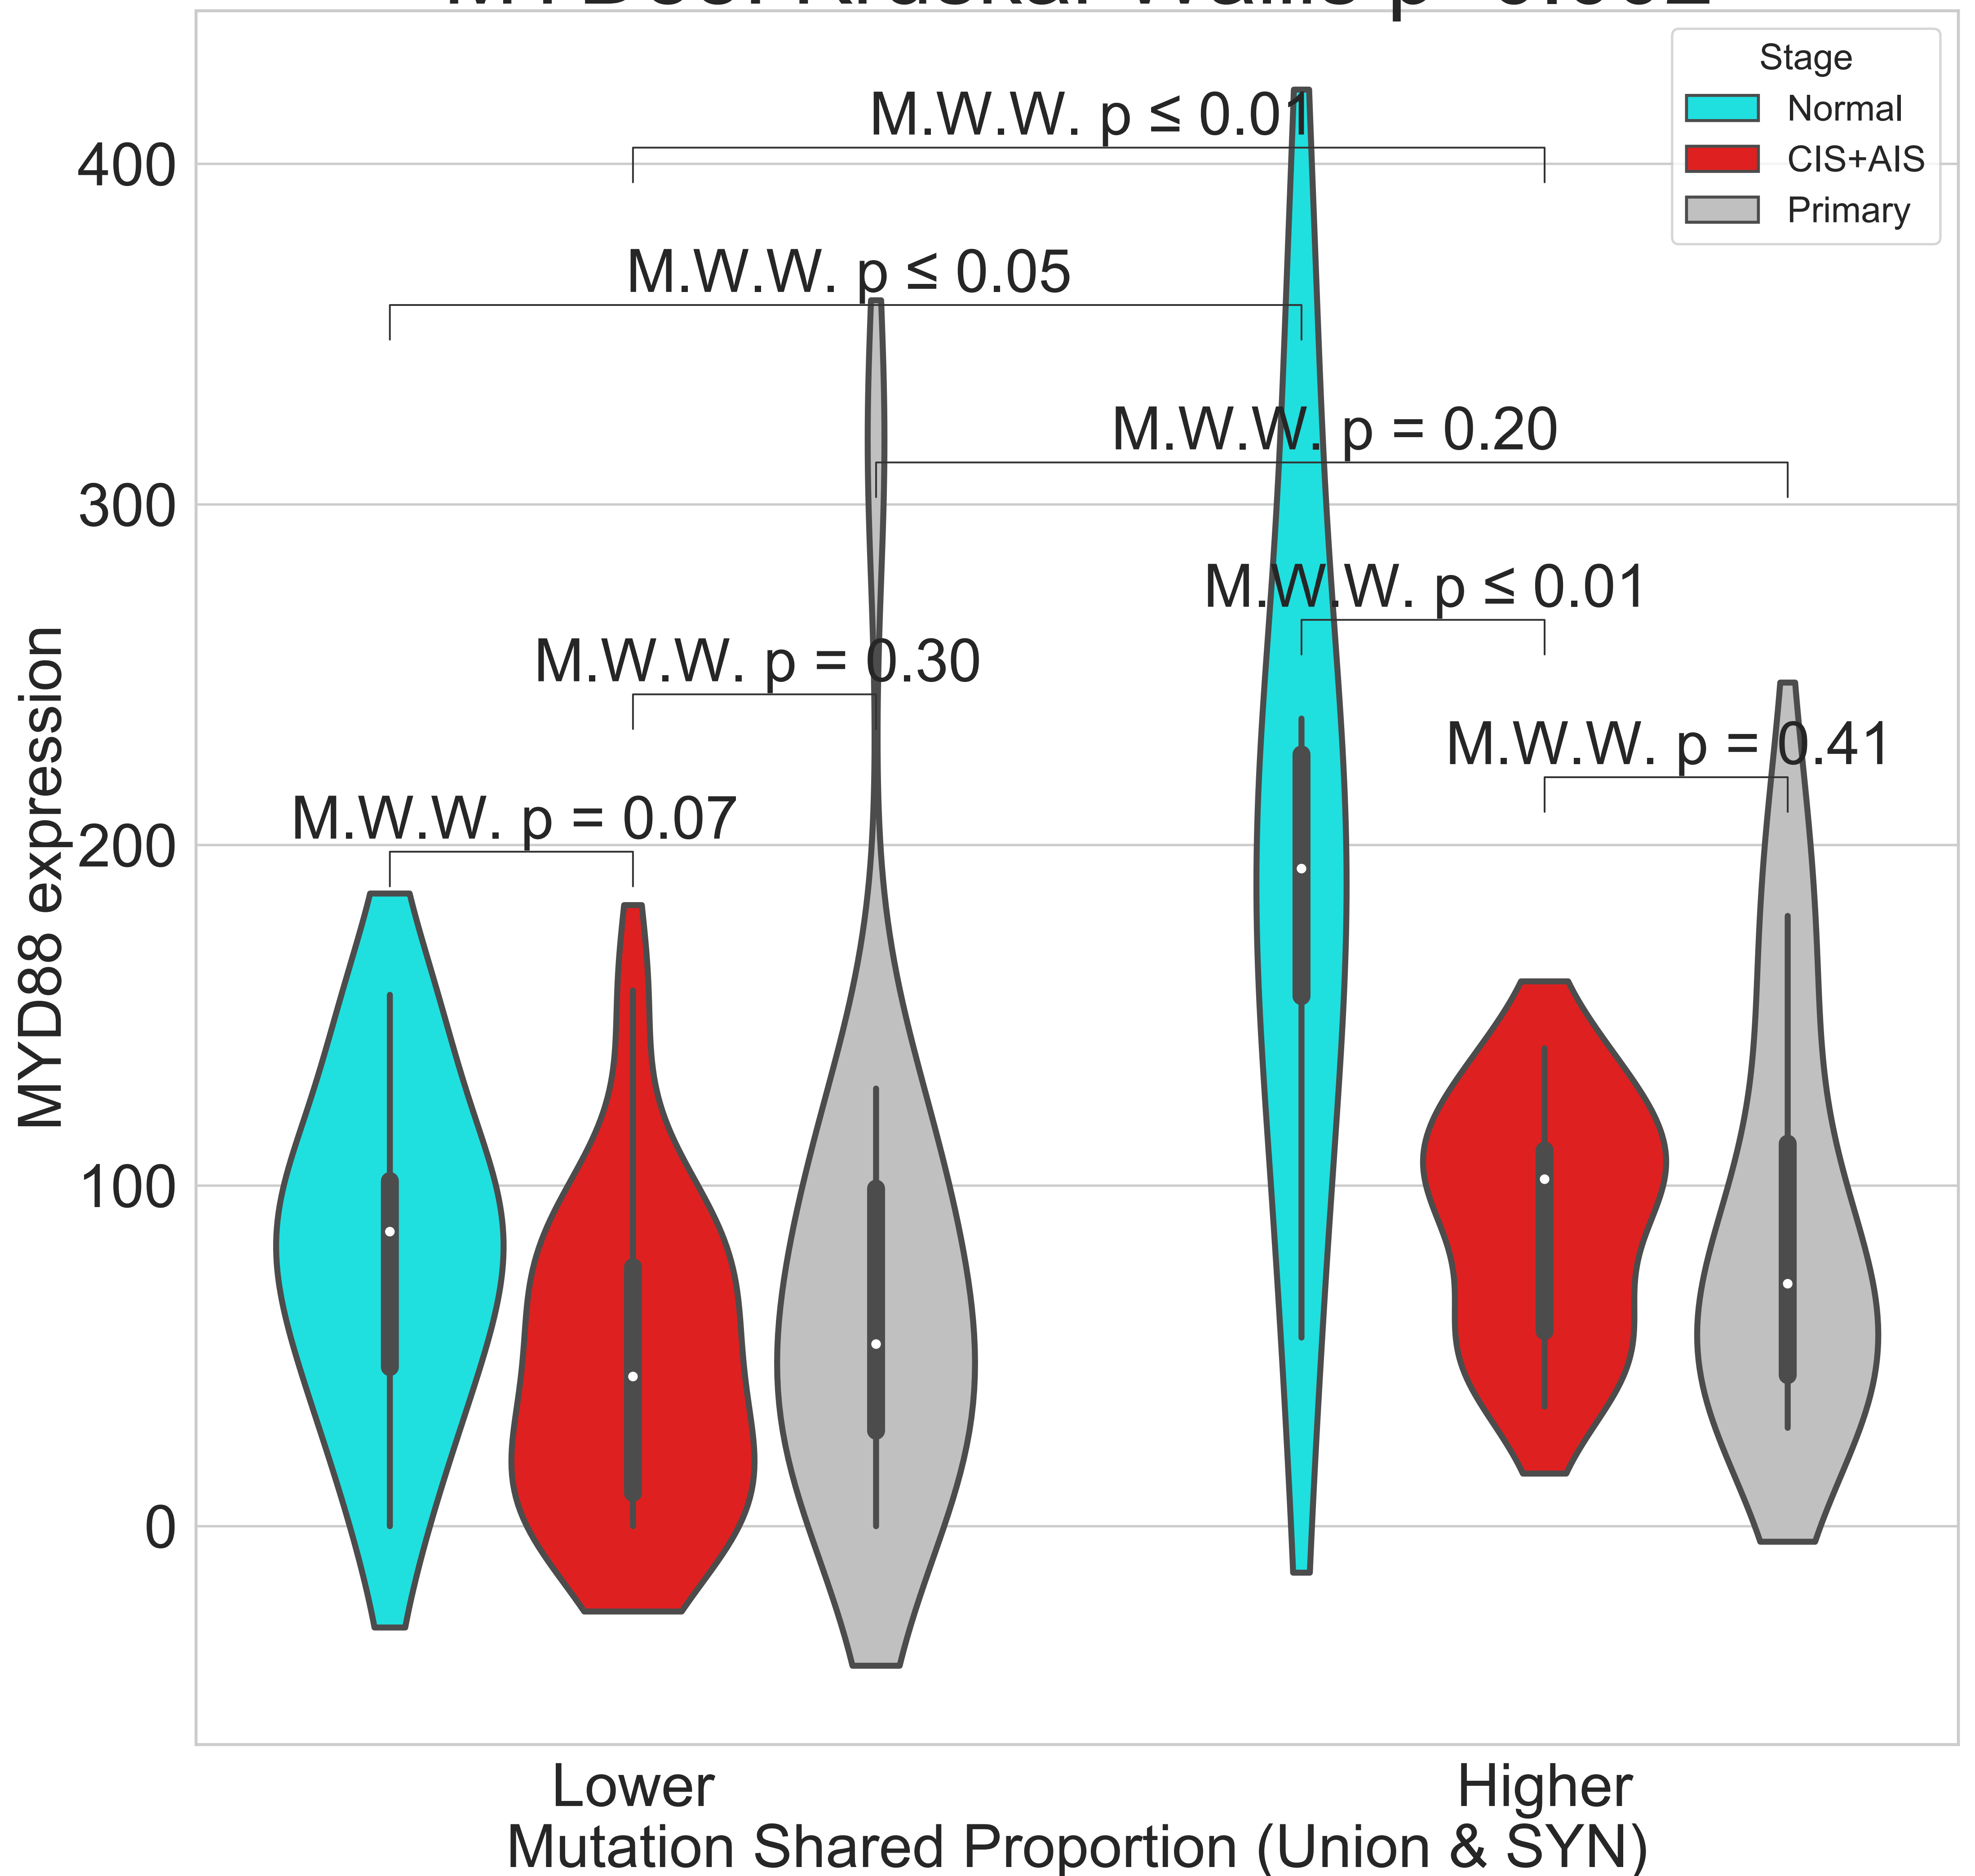 Stage
Normal
CIS+AIS
Primary
M.W.W. p ≤ 0.01
M.W.W. p ≤ 0.05
M.W.W. p = 0.20
M.W.W. p ≤ 0.01
M.W.W. p = 0.30
M.W.W. p = 0.41
M.W.W. p = 0.07
400
300
200
100
0
MYD88 expression
Lower
Higher
Mutation Shared Proportion (Union & SYN)